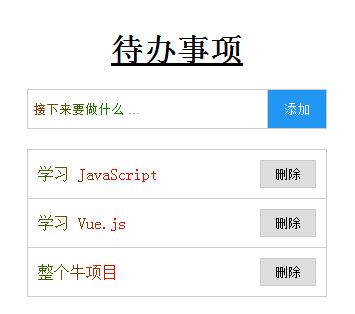 待办事项
接下来要做什么 ...
添加
学习 JavaScript
删除
学习 Vue.js
删除
整个牛项目
删除